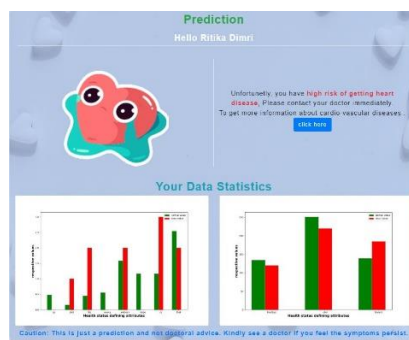 Prediction
Hello Ritika Dimri
Unfortunetly, you have high risk of getting heart
disease, Please contact your doctor immediately.
To get more information about cardio-vascular diseases..
click here
Your Data Statistics
Health status defining attributes
Health status defining attributes
Caution: This is just a prediction and not doctoral advice. Kindly see a doctor if you feel the symptoms persist.